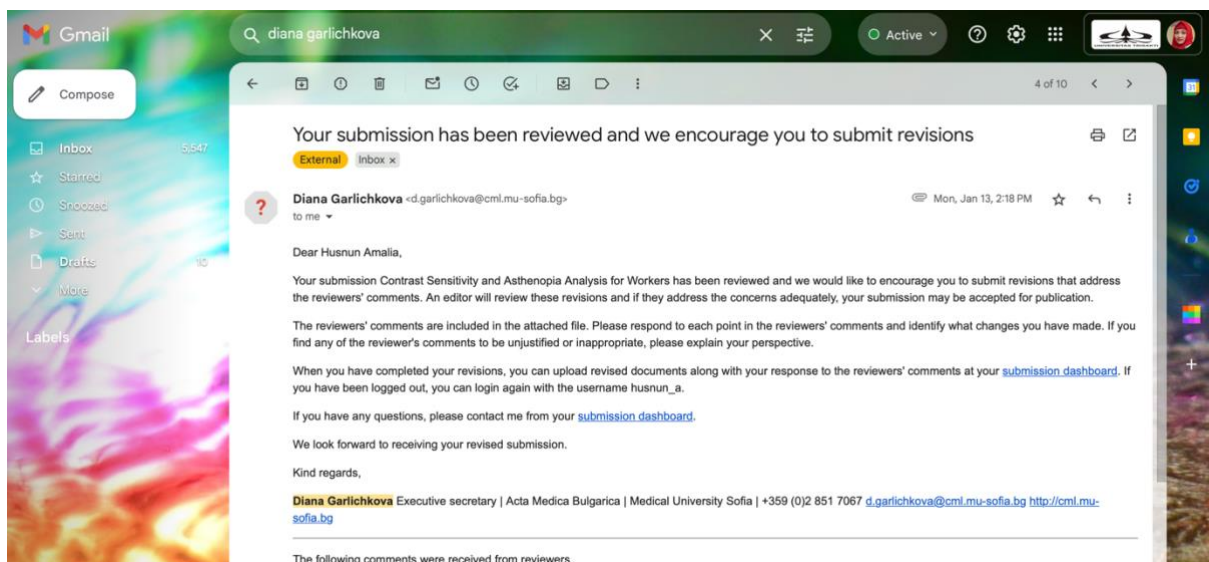 Gmail
diana garlichkova
Active
UNIVERSITAS TRISAKTI
Compose
4 of 10
Inbox 5,547
Starred
Snoozed
Sent
Drafts 10
More
Labels
Your submission has been reviewed and we encourage you to submit revisions
External Inbox x
Diana Garlichkova <d.garlichkova@cml.mu-sofia.bg>
Mon, Jan 13, 2:18 PM
to me
Dear Husnun Amalia,
Your submission Contrast Sensitivity and Asthenopia Analysis for Workers has been reviewed and we would like to encourage you to submit revisions that address
the reviewers' comments. An editor will review these revisions and if they address the concerns adequately, your submission may be accepted for publication.
The reviewers' comments are included in the attached file. Please respond to each point in the reviewers' comments and identify what changes you have made. If you
find any of the reviewer's comments to be unjustified or inappropriate, please explain your perspective.
When you have completed your revisions, you can upload revised documents along with your response to the reviewers' comments at your submission dashboard. If
you have been logged out, you can login again with the username husnun_a.
If you have any questions, please contact me from your submission dashboard.
We look forward to receiving your revised submission.
Kind regards,
Diana Garlichkova Executive secretary | Acta Medica Bulgarica | Medical University Sofia | +359 (0)2 851 7067 d.garlichkova@cml.mu-sofia.bg http://cml.mu-
sofia.bg
The following comments were received from reviewers